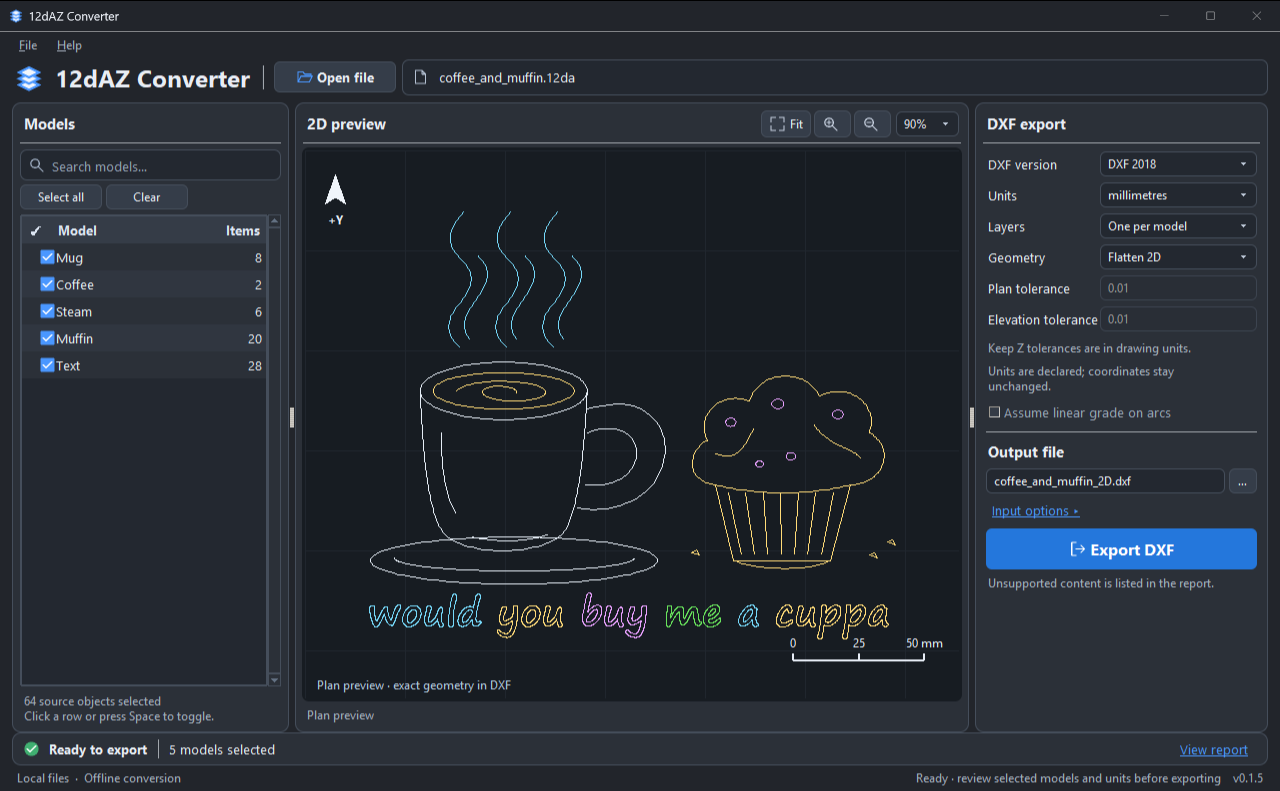 12dAZ Converter
File Help
12dAZ Converter
Open file
coffee_and_muffin.12da
Models
Search models...
Select all Clear
✓ Model Items
Mug 8
Coffee 2
Steam 6
Muffin 20
Text 28
64 source objects selected
Click a row or press Space to toggle.
2D preview
Fit
90%
+Y
would you buy me a cuppa
0 25 50 mm
Plan preview · exact geometry in DXF
Plan preview
DXF export
DXF version DXF 2018
Units millimetres
Layers One per model
Geometry Flatten 2D
Plan tolerance 0.01
Elevation tolerance 0.01
Keep Z tolerances are in drawing units.
Units are declared; coordinates stay
unchanged.
Assume linear grade on arcs
Output file
coffee_and_muffin_2D.dxf ...
Input options ▸
Export DXF
Unsupported content is listed in the report.
Ready to export 5 models selected
View report
Local files · Offline conversion
Ready · review selected models and units before exporting v0.1.5